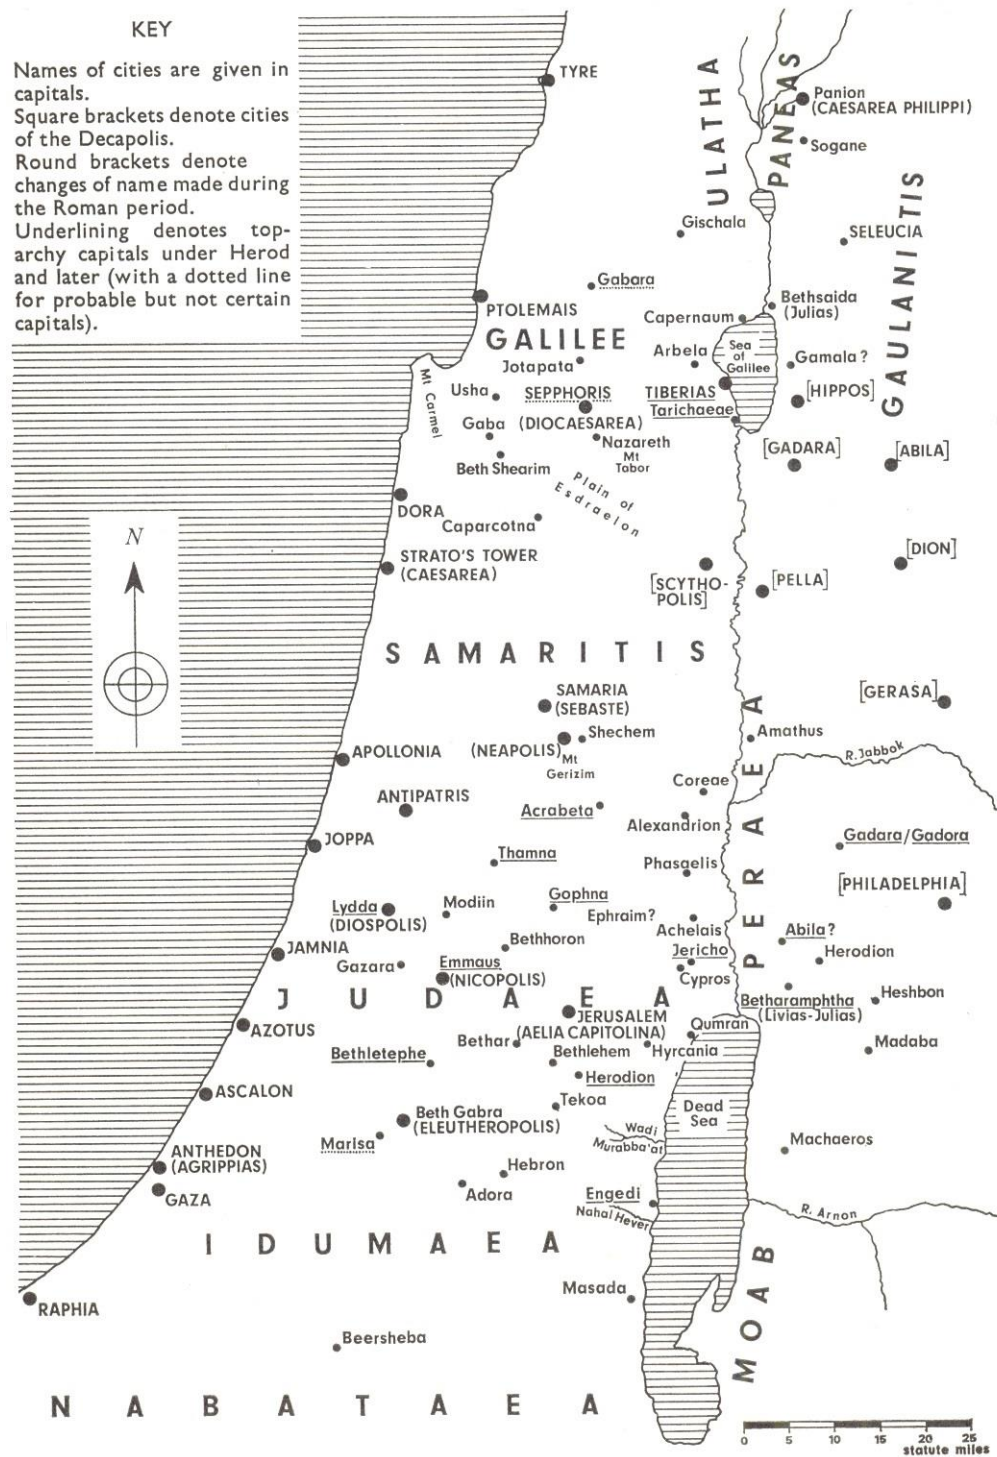 KEY
Names of cities are given in
capitals.
Square brackets denote cities
of the Decapolis.
Round brackets denote
changes of name made during
the Roman period.
Underlining denotes top-
archy capitals under Herod
and later (with a dotted line
for probable but not certain
capitals).
TYRE
ULATHA
PANEAS
Panion
(CAESAREA PHILIPPI)
Sogane
GAULANITIS
Gischala
SELEUCIA
Gabara
PTOLEMAIS
Bethsaida
(Julias)
Capernaum
GALILEE
Sea
of
Galilee
Arbela
Gamala ?
Jotapata
Mt Carmel
Usha
SEPPHORIS
(DIOCAESAREA)
TIBERIAS
Tarichaeae
[HIPPOS]
Gaba
Nazareth
Mt
Tabor
Beth Shearim
[GADARA]
[ABILA]
Plain of
Esdraelon
DORA
Caparcotna
N
STRATO'S TOWER
(CAESAREA)
[SCYTHO-
POLIS]
[PELLA]
[DION]
SAMARITIS
SAMARIA
(SEBASTE)
[GERASA]
(NEAPOLIS)
Shechem
Mt
Gerizim
Amathus
R. Jabbok
APOLLONIA
PERAEA
Coreae
ANTIPATRIS
Acrabeta
Alexandrion
JOPPA
Gadara/Gadora
Thamna
Phasaelis
[PHILADELPHIA]
Lydda
(DIOSPOLIS)
Modiin
Gophna
Ephraim?
Achelais
Abila?
Bethhoron
JAMNIA
Jericho
Herodion
Gazara
Emmaus
(NICOPOLIS)
Cypros
JUDAEA
Betharamphtha
(Livias-Julias)
Heshbon
JERUSALEM
(AELIA CAPITOLINA)
Qumran
AZOTUS
Bethar
Hyrcania
Madaba
Bethletephe
Bethlehem
Herodion
ASCALON
Tekoa
Dead
Sea
Beth Gabra
(ELEUTHEROPOLIS)
Marisa
Wadi
Murabba'at
Machaeros
ANTHEDON
(AGRIPPIAS)
Hebron
GAZA
Adora
Engedi
Nahal Hever
R. Arnon
IDUMAEA
MOAB
Masada
RAPHIA
Beersheba
NABATAEA
0 5 10 15 20 25
statute miles